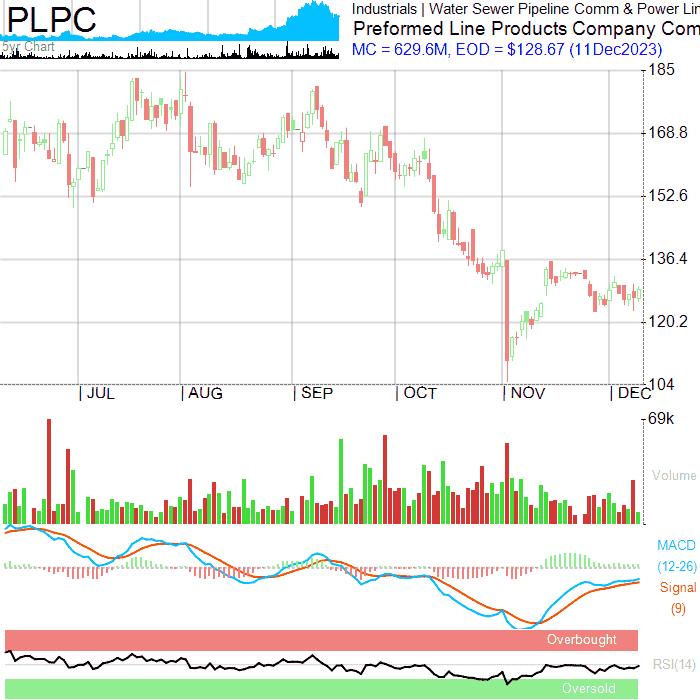 PLPC
5yr Chart
Industrials | Water Sewer Pipeline Comm & Power Lin
Preformed Line Products Company Com
MC = 629.6M, EOD = $128.67 (11Dec2023)
185
168.8
152.6
136.4
120.2
104
JUL AUG SEP OCT NOV DEC
69k
Volume
MACD
(12-26)
Signal
(9)
Overbought
RSI(14)
Oversold